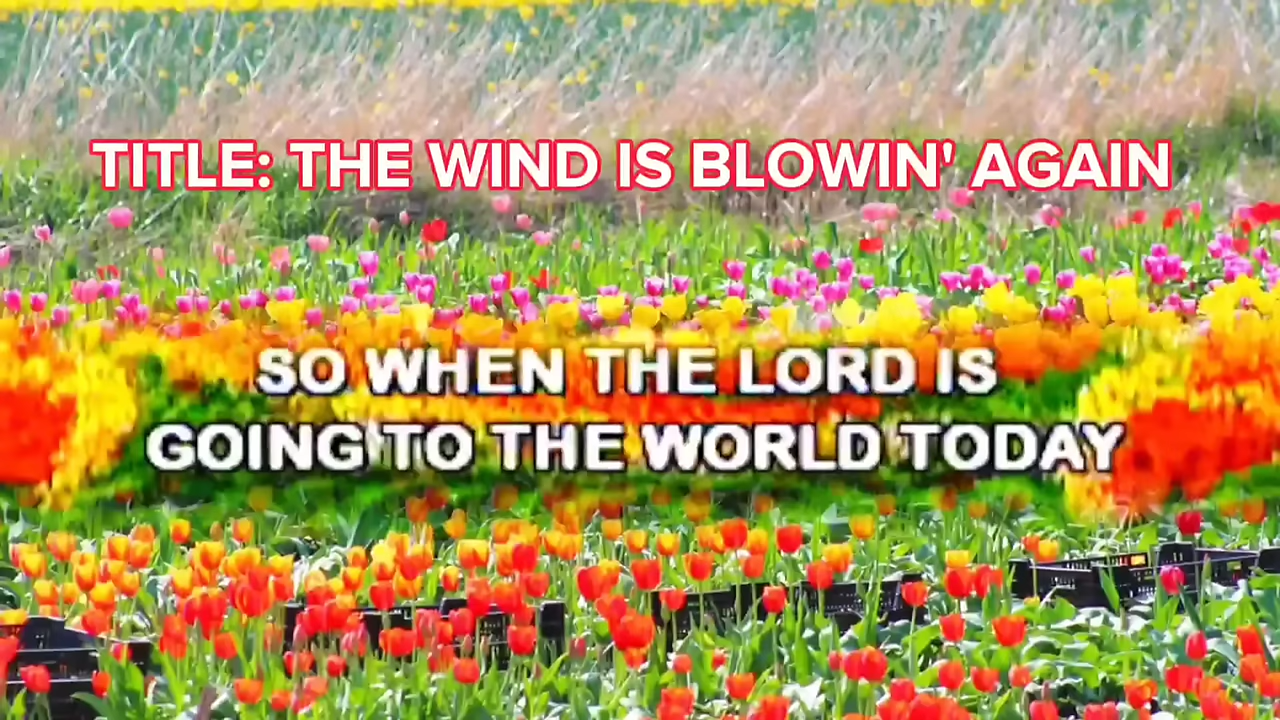 TITLE: THE WIND IS BLOWIN' AGAIN
SO WHEN THE LORD IS
GOING TO THE WORLD TODAY